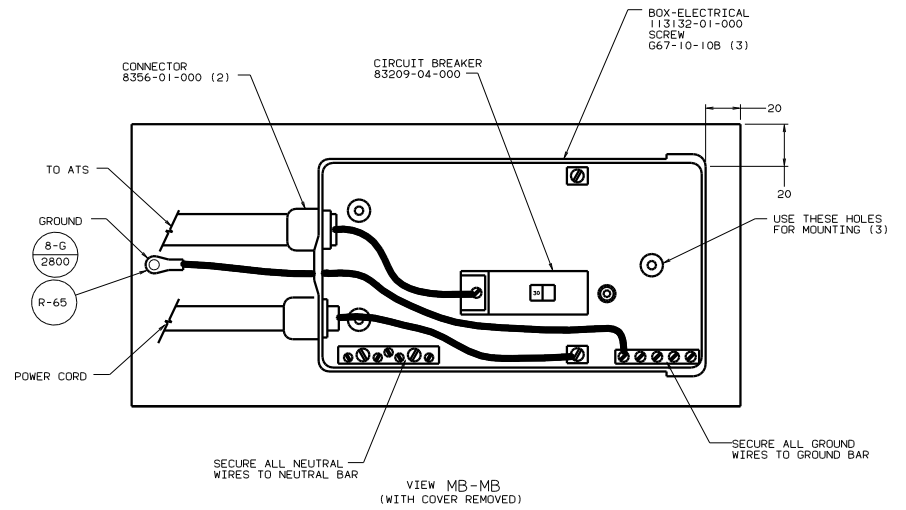 BOX-ELECTRICAL
113132-01-000
SCREW
G67-10-10B (3)
CONNECTOR
8356-01-000 (2)
CIRCUIT BREAKER
83209-04-000
20
20
TO ATS
GROUND
8-G
2800
R-65
USE THESE HOLES
FOR MOUNTING (3)
30
POWER CORD
SECURE ALL NEUTRAL
WIRES TO NEUTRAL BAR
SECURE ALL GROUND
WIRES TO GROUND BAR
VIEW MB-MB
(WITH COVER REMOVED)